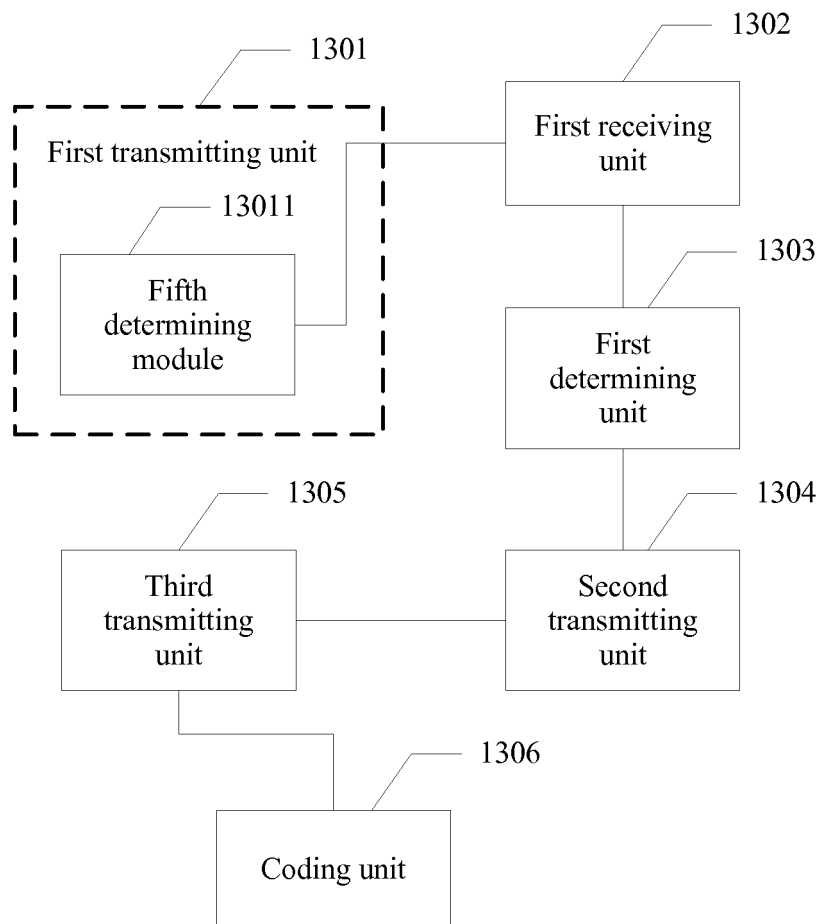 1301
First transmitting unit
13011
Fifth
determining
module
1302
First receiving
unit
1303
First
determining
unit
1304
Second
transmitting
unit
1305
Third
transmitting
unit
1306
Coding unit